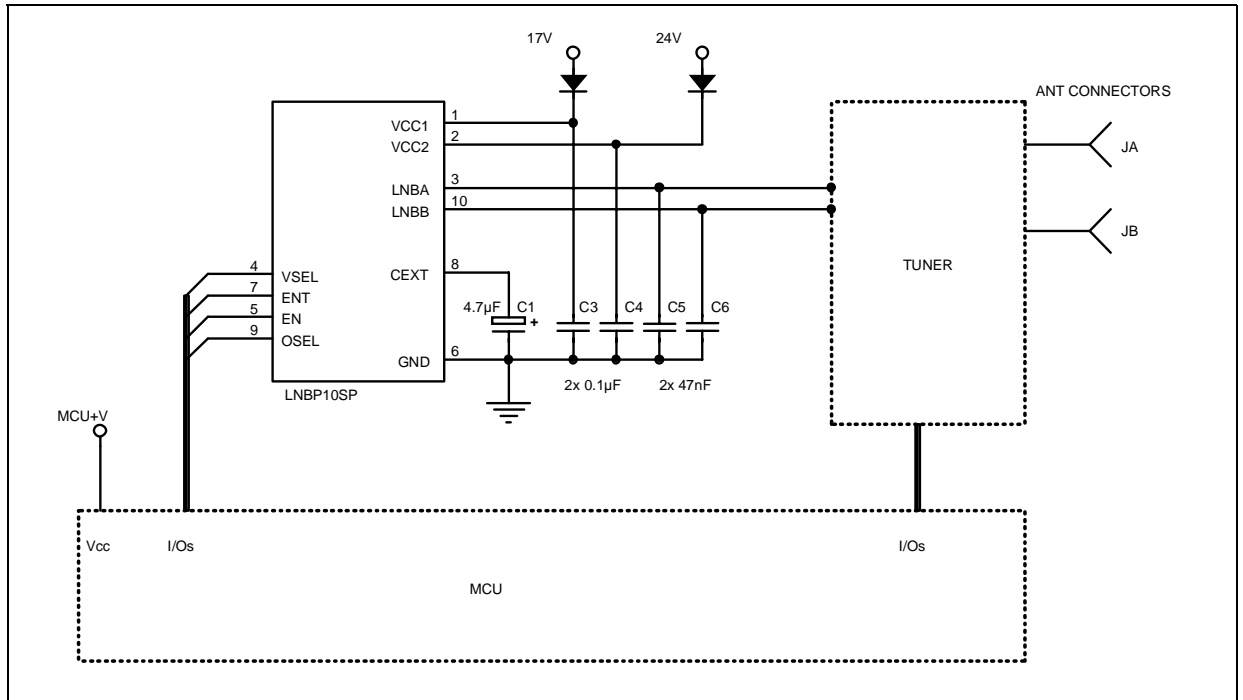 17V
24V
ANT CONNECTORS
VCC1
1
VCC2
2
JA
LNBA
3
LNBB
10
JB
TUNER
4
VSEL
CEXT
8
7
ENT
4.7µF
C1
+
C3
C4
C5
C6
5
EN
9
OSEL
GND
6
2x 0.1µF
2x 47nF
LNBP10SP
MCU+V
Vcc
I/Os
I/Os
MCU